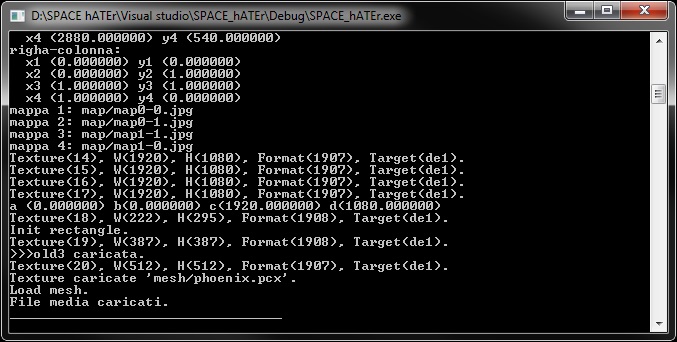 D:\SPACE hATEr\Visual studio\SPACE_hATEr\Debug\SPACE_hATEr.exe
x4 (2880.000000) y4 (540.000000)
righa-colonna:
x1 (0.000000) y1 (0.000000)
x2 (0.000000) y2 (1.000000)
x3 (1.000000) y3 (1.000000)
x4 (1.000000) y4 (0.000000)
mappa 1: map/map0-0.jpg
mappa 2: map/map0-1.jpg
mappa 3: map/map1-1.jpg
mappa 4: map/map1-0.jpg
Texture(14), W(1920), H(1080), Format(1907), Target(de1).
Texture(15), W(1920), H(1080), Format(1907), Target(de1).
Texture(16), W(1920), H(1080), Format(1907), Target(de1).
Texture(17), W(1920), H(1080), Format(1907), Target(de1).
a (0.000000) b(0.000000) c(1920.000000) d(1080.000000)
Texture(18), W(222), H(295), Format(1908), Target(de1).
Init rectangle.
Texture(19), W(387), H(387), Format(1908), Target(de1).
>>>old3 caricata.
Texture(20), W(512), H(512), Format(1907), Target(de1).
Texture caricate 'mesh/phoenix.pcx'.
Load mesh.
File media caricati.